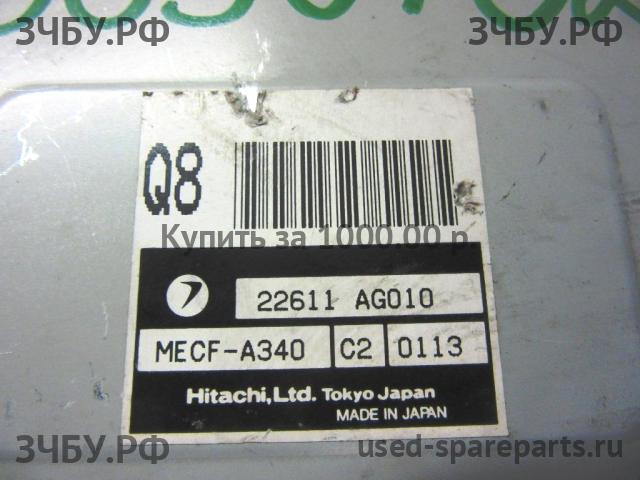 ЗЧБУ.РФ
ЗЧБУ.РФ
Q8
Купить за 1000.00 р
22611 AG010
MECF-A340 C2 0113
Hitachi,Ltd. Tokyo Japan
MADE IN JAPAN
ЗЧБУ.РФ
used-spareparts.ru